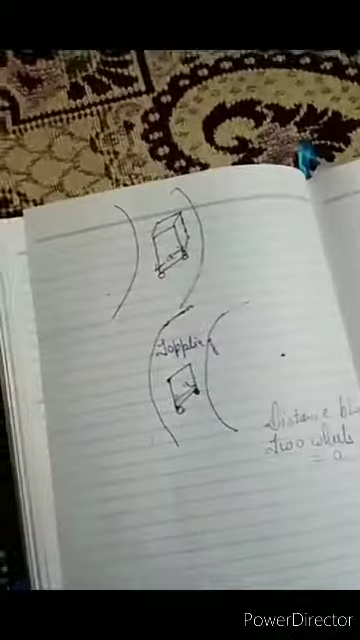 a
Toppling
a
Distance b/w
Two wheels
= a
PowerDirector